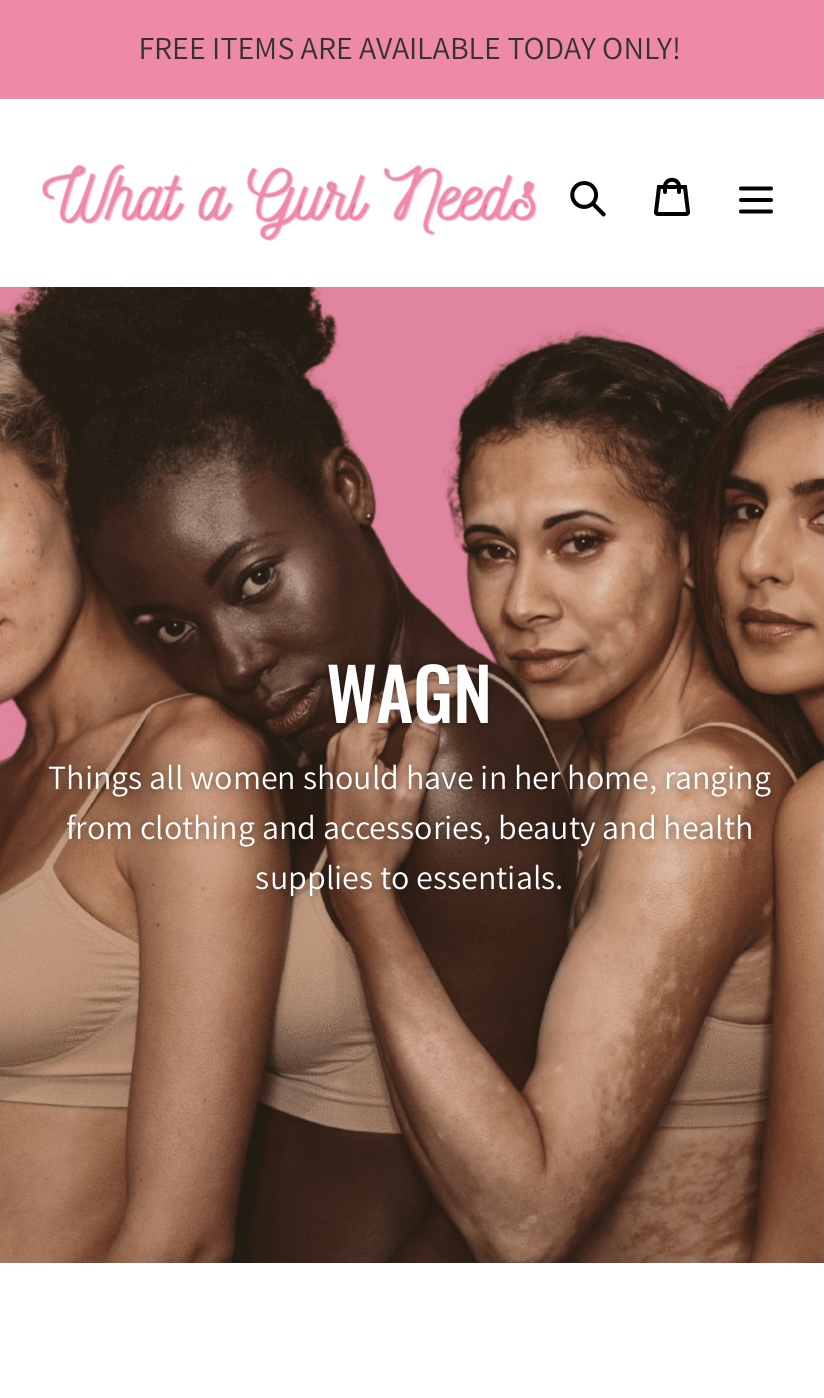 FREE ITEMS ARE AVAILABLE TODAY ONLY!
What a Gurl Needs
WAGN
Things all women should have in her home, ranging
from clothing and accessories, beauty and health
supplies to essentials.